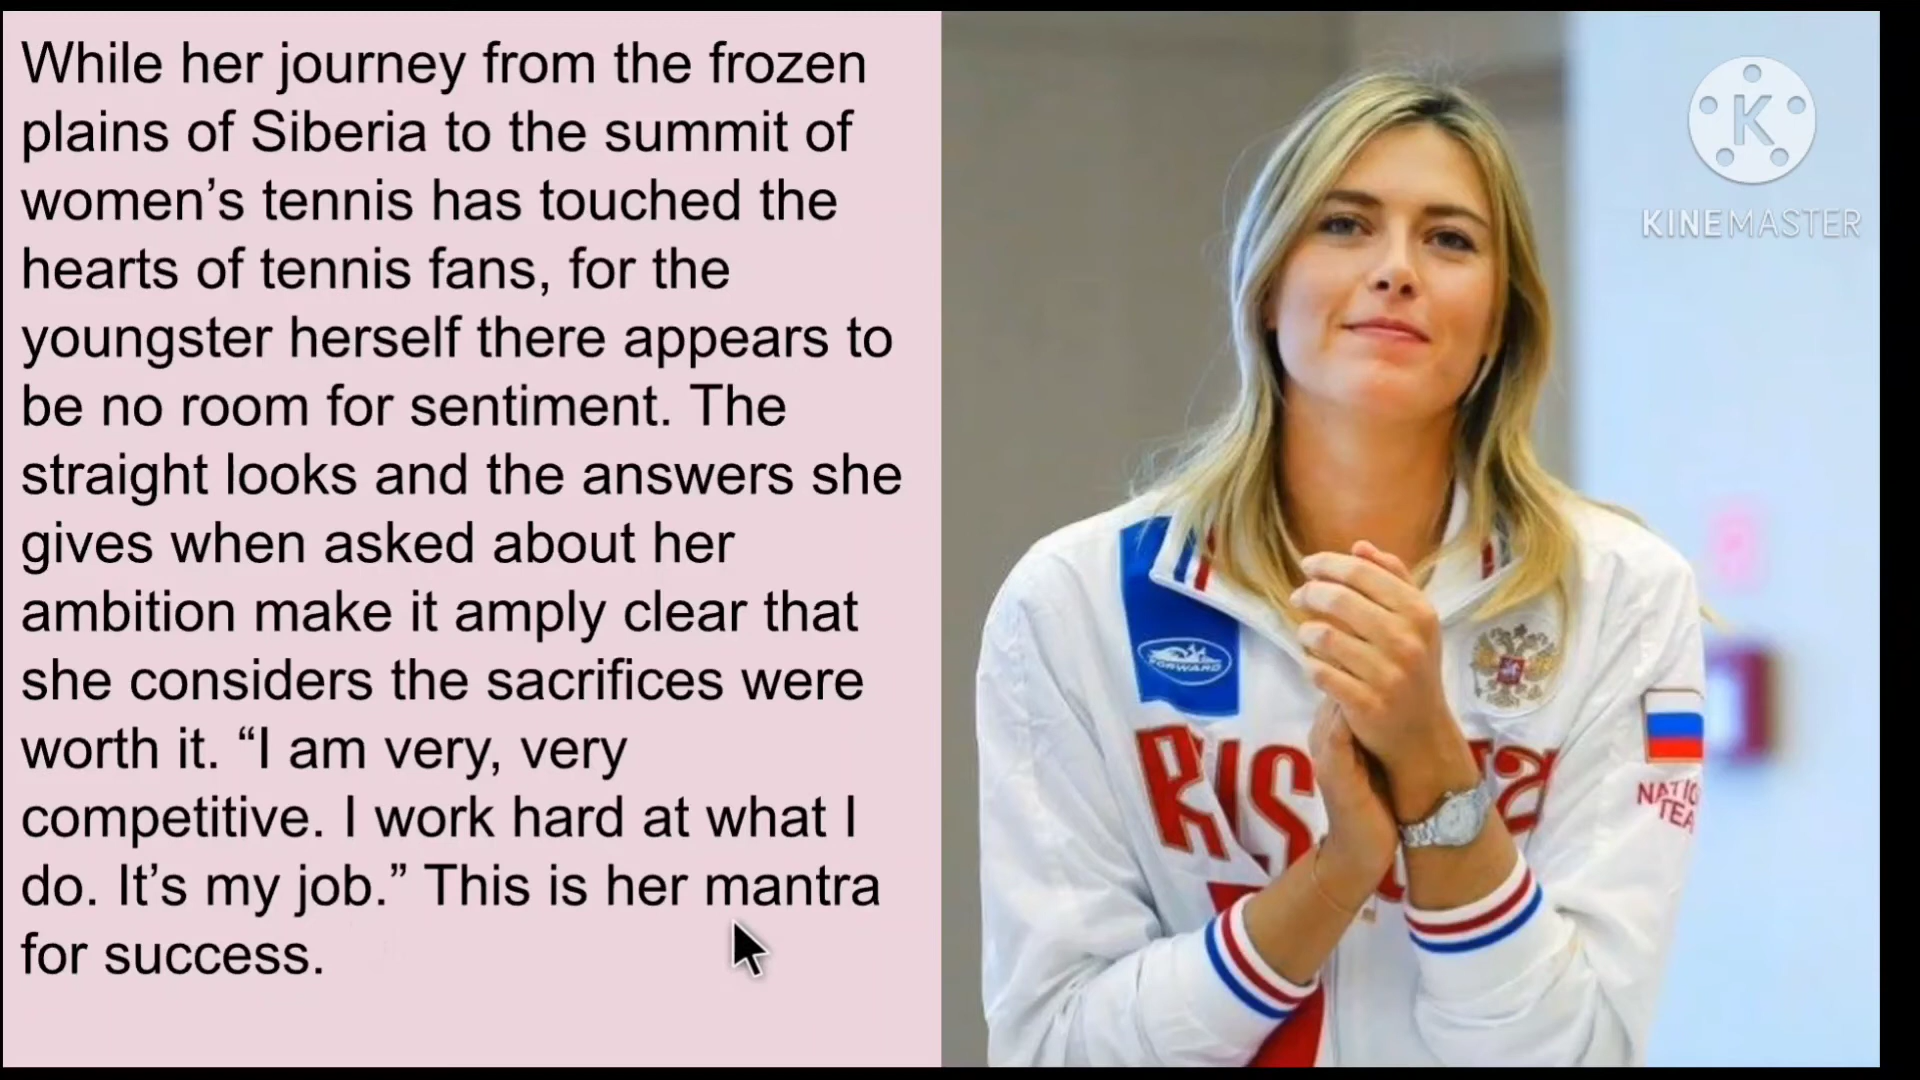 While her journey from the frozen
plains of Siberia to the summit of
women’s tennis has touched the
hearts of tennis fans, for the
youngster herself there appears to
be no room for sentiment. The
straight looks and the answers she
gives when asked about her
ambition make it amply clear that
she considers the sacrifices were
worth it. “I am very, very
competitive. I work hard at what I
do. It’s my job.” This is her mantra
for success.
K
KINEMASTER
FORWARD
NATIO
TEA